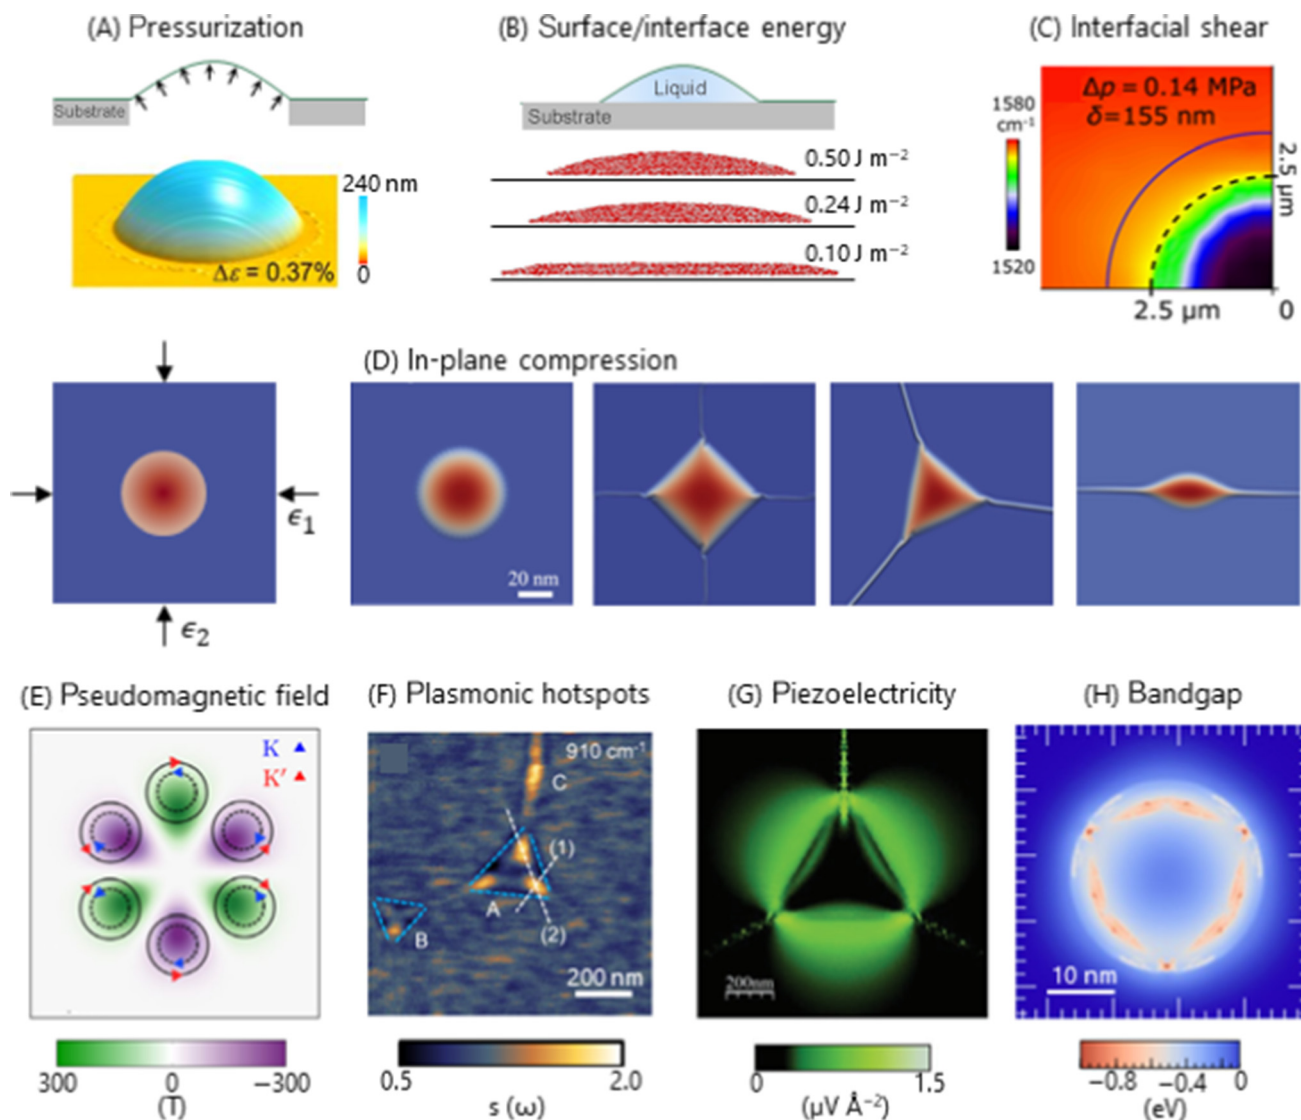 (A) Pressurization
Substrate
240 nm
0
Δε = 0.37%
(B) Surface/interface energy
Liquid
Substrate
0.50 J m⁻²
0.24 J m⁻²
0.10 J m⁻²
(C) Interfacial shear
Δp = 0.14 MPa
δ=155 nm
1580
cm⁻¹
1520
2.5 μm
2.5 μm
0
(D) In-plane compression
ϵ₁
ϵ₂
20 nm
(E) Pseudomagnetic field
K
K′
300
0
−300
(T)
(F) Plasmonic hotspots
910 cm⁻¹
C
(1)
A
B
(2)
200 nm
0.5
2.0
s (ω)
(G) Piezoelectricity
200nm
0
1.5
(μV Å⁻²)
(H) Bandgap
10 nm
−0.8
−0.4
0
(eV)